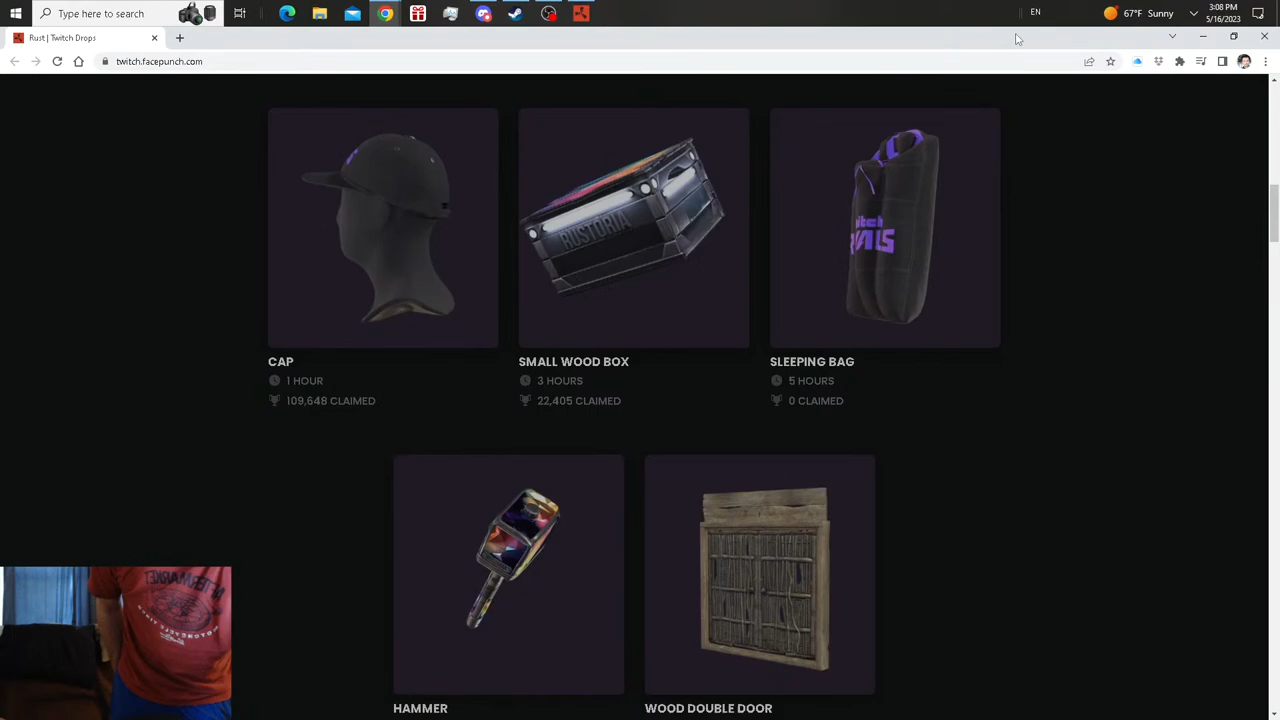 Type here to search
EN
67°F Sunny
3:08 PM
5/16/2023
Rust | Twitch Drops
twitch.facepunch.com
RUSTORIA
CAP
1 HOUR
109,648 CLAIMED
SMALL WOOD BOX
3 HOURS
22,405 CLAIMED
SLEEPING BAG
5 HOURS
0 CLAIMED
HAMMER
WOOD DOUBLE DOOR